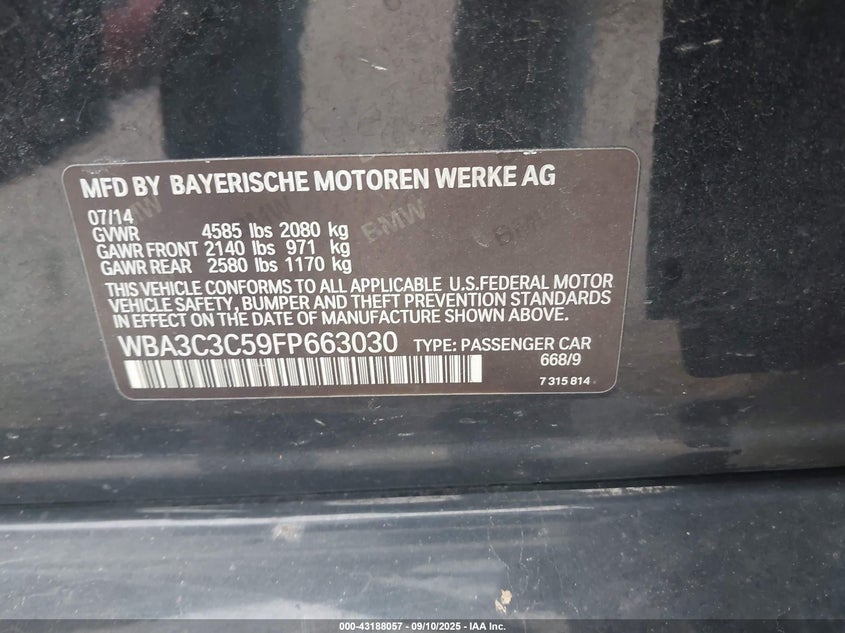 MFD BY BAYERISCHE MOTOREN WERKE AG
07/14
GVWR 4585 lbs 2080 kg
GAWR FRONT 2140 lbs 971 kg
GAWR REAR 2580 lbs 1170 kg
THIS VEHICLE CONFORMS TO ALL APPLICABLE U.S.FEDERAL MOTOR
VEHICLE SAFETY, BUMPER AND THEFT PREVENTION STANDARDS
IN EFFECT ON THE DATE OF MANUFACTURE SHOWN ABOVE.
WBA3C3C59FP663030 TYPE: PASSENGER CAR
668/9
7 315 814
000-43188057 - 09/10/2025 - IAA Inc.